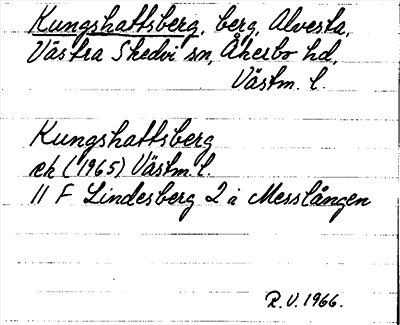 Kungshattsberg, berg, Alvesta,
Västra Skedvi sn, Åkerbo hd,
Västm. l.
Kungshattsberg
ek (1965) Västm. l.
11 F Lindesberg 2 a Messlången
R.V. 1966.